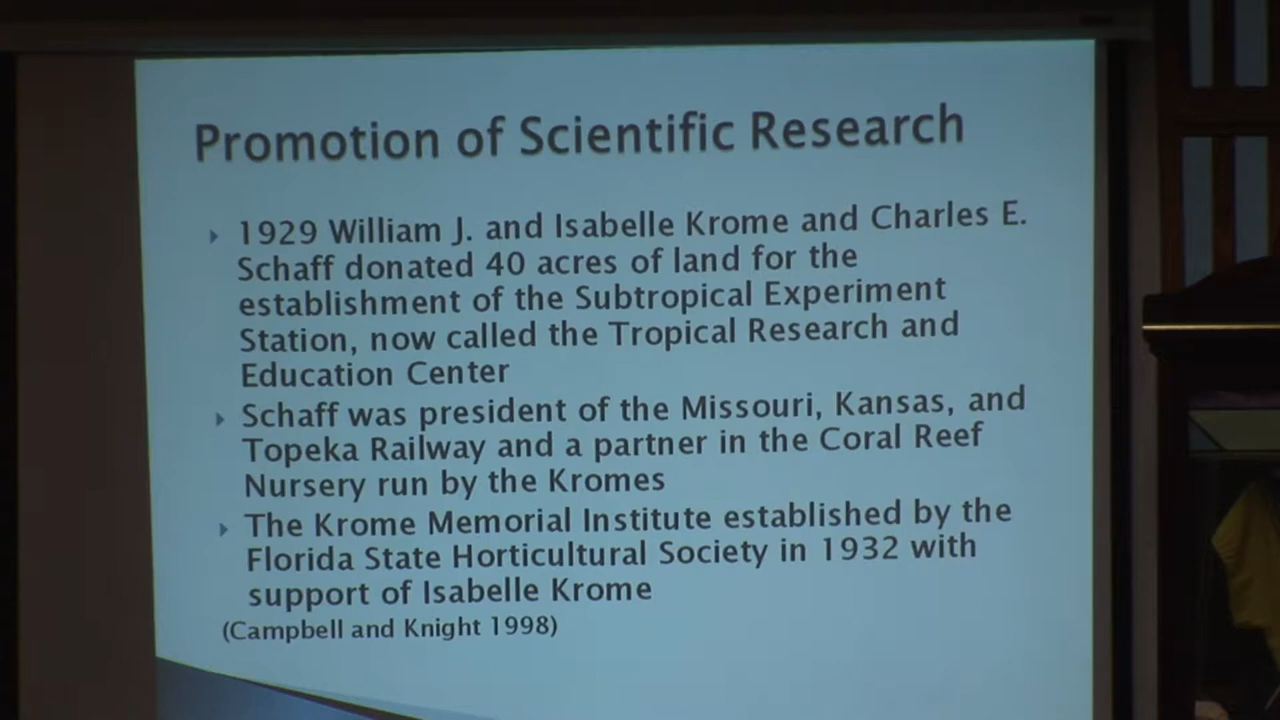 Promotion of Scientific Research
1929 William J. and Isabelle Krome and Charles E.
Schaff donated 40 acres of land for the
establishment of the Subtropical Experiment
Station, now called the Tropical Research and
Education Center
Schaff was president of the Missouri, Kansas, and
Topeka Railway and a partner in the Coral Reef
Nursery run by the Kromes
The Krome Memorial Institute established by the
Florida State Horticultural Society in 1932 with
support of Isabelle Krome
(Campbell and Knight 1998)